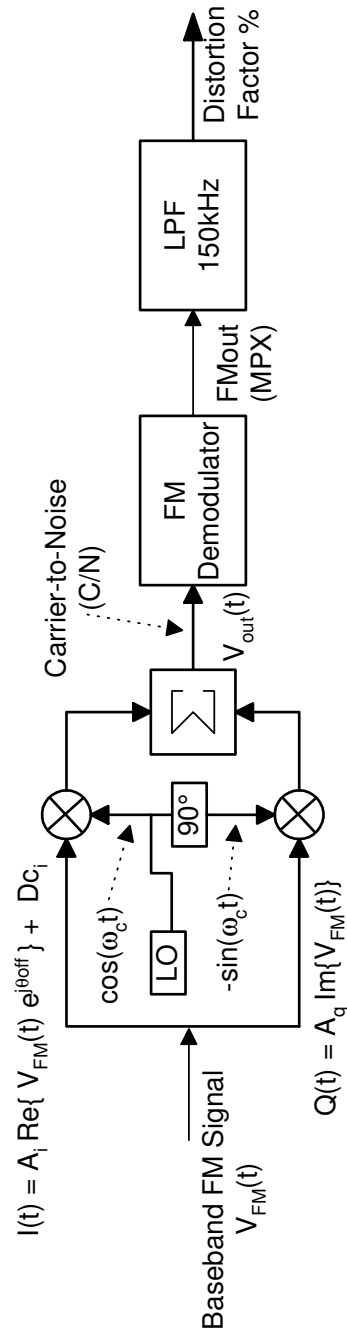 I(t) = A_i Re{ V_FM(t) e^jθoff } + Dc_i
Baseband FM Signal
V_FM(t)
Q(t) = A_q Im{V_FM(t)}
LO
cos(ω_c t)
90°
-sin(ω_c t)
Σ
Carrier-to-Noise
(C/N)
V_out(t)
FM
Demodulator
FMout
(MPX)
LPF
150kHz
Distortion
Factor %